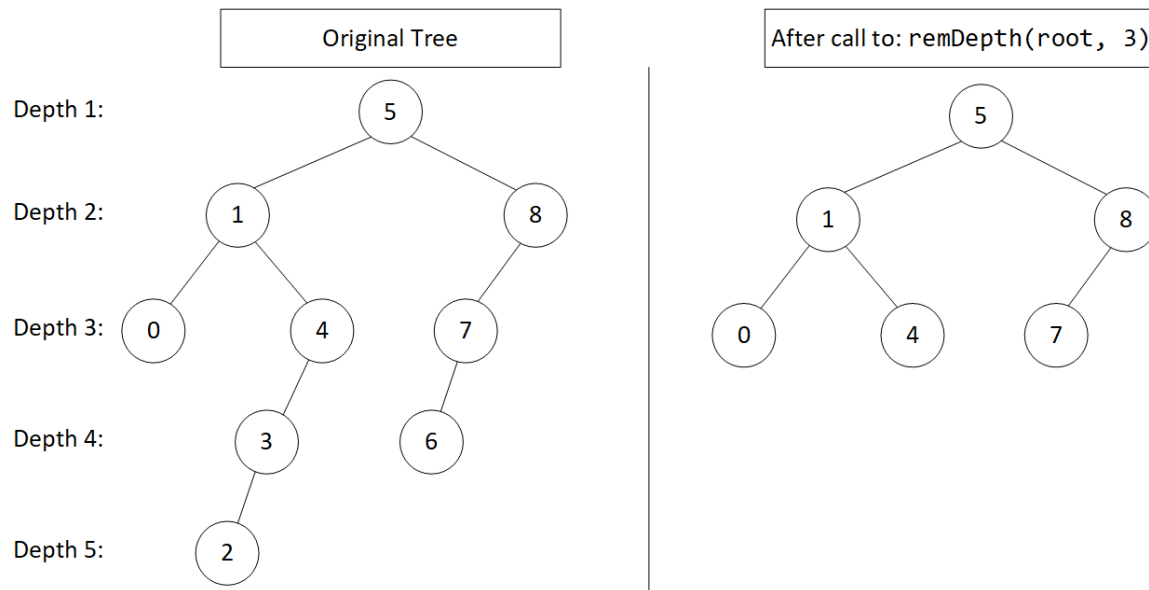 Original Tree
After call to: remDepth(root, 3)
Depth 1:
5
5
Depth 2:
1
8
1
8
Depth 3:
0
4
7
0
4
7
Depth 4:
3
6
Depth 5:
2